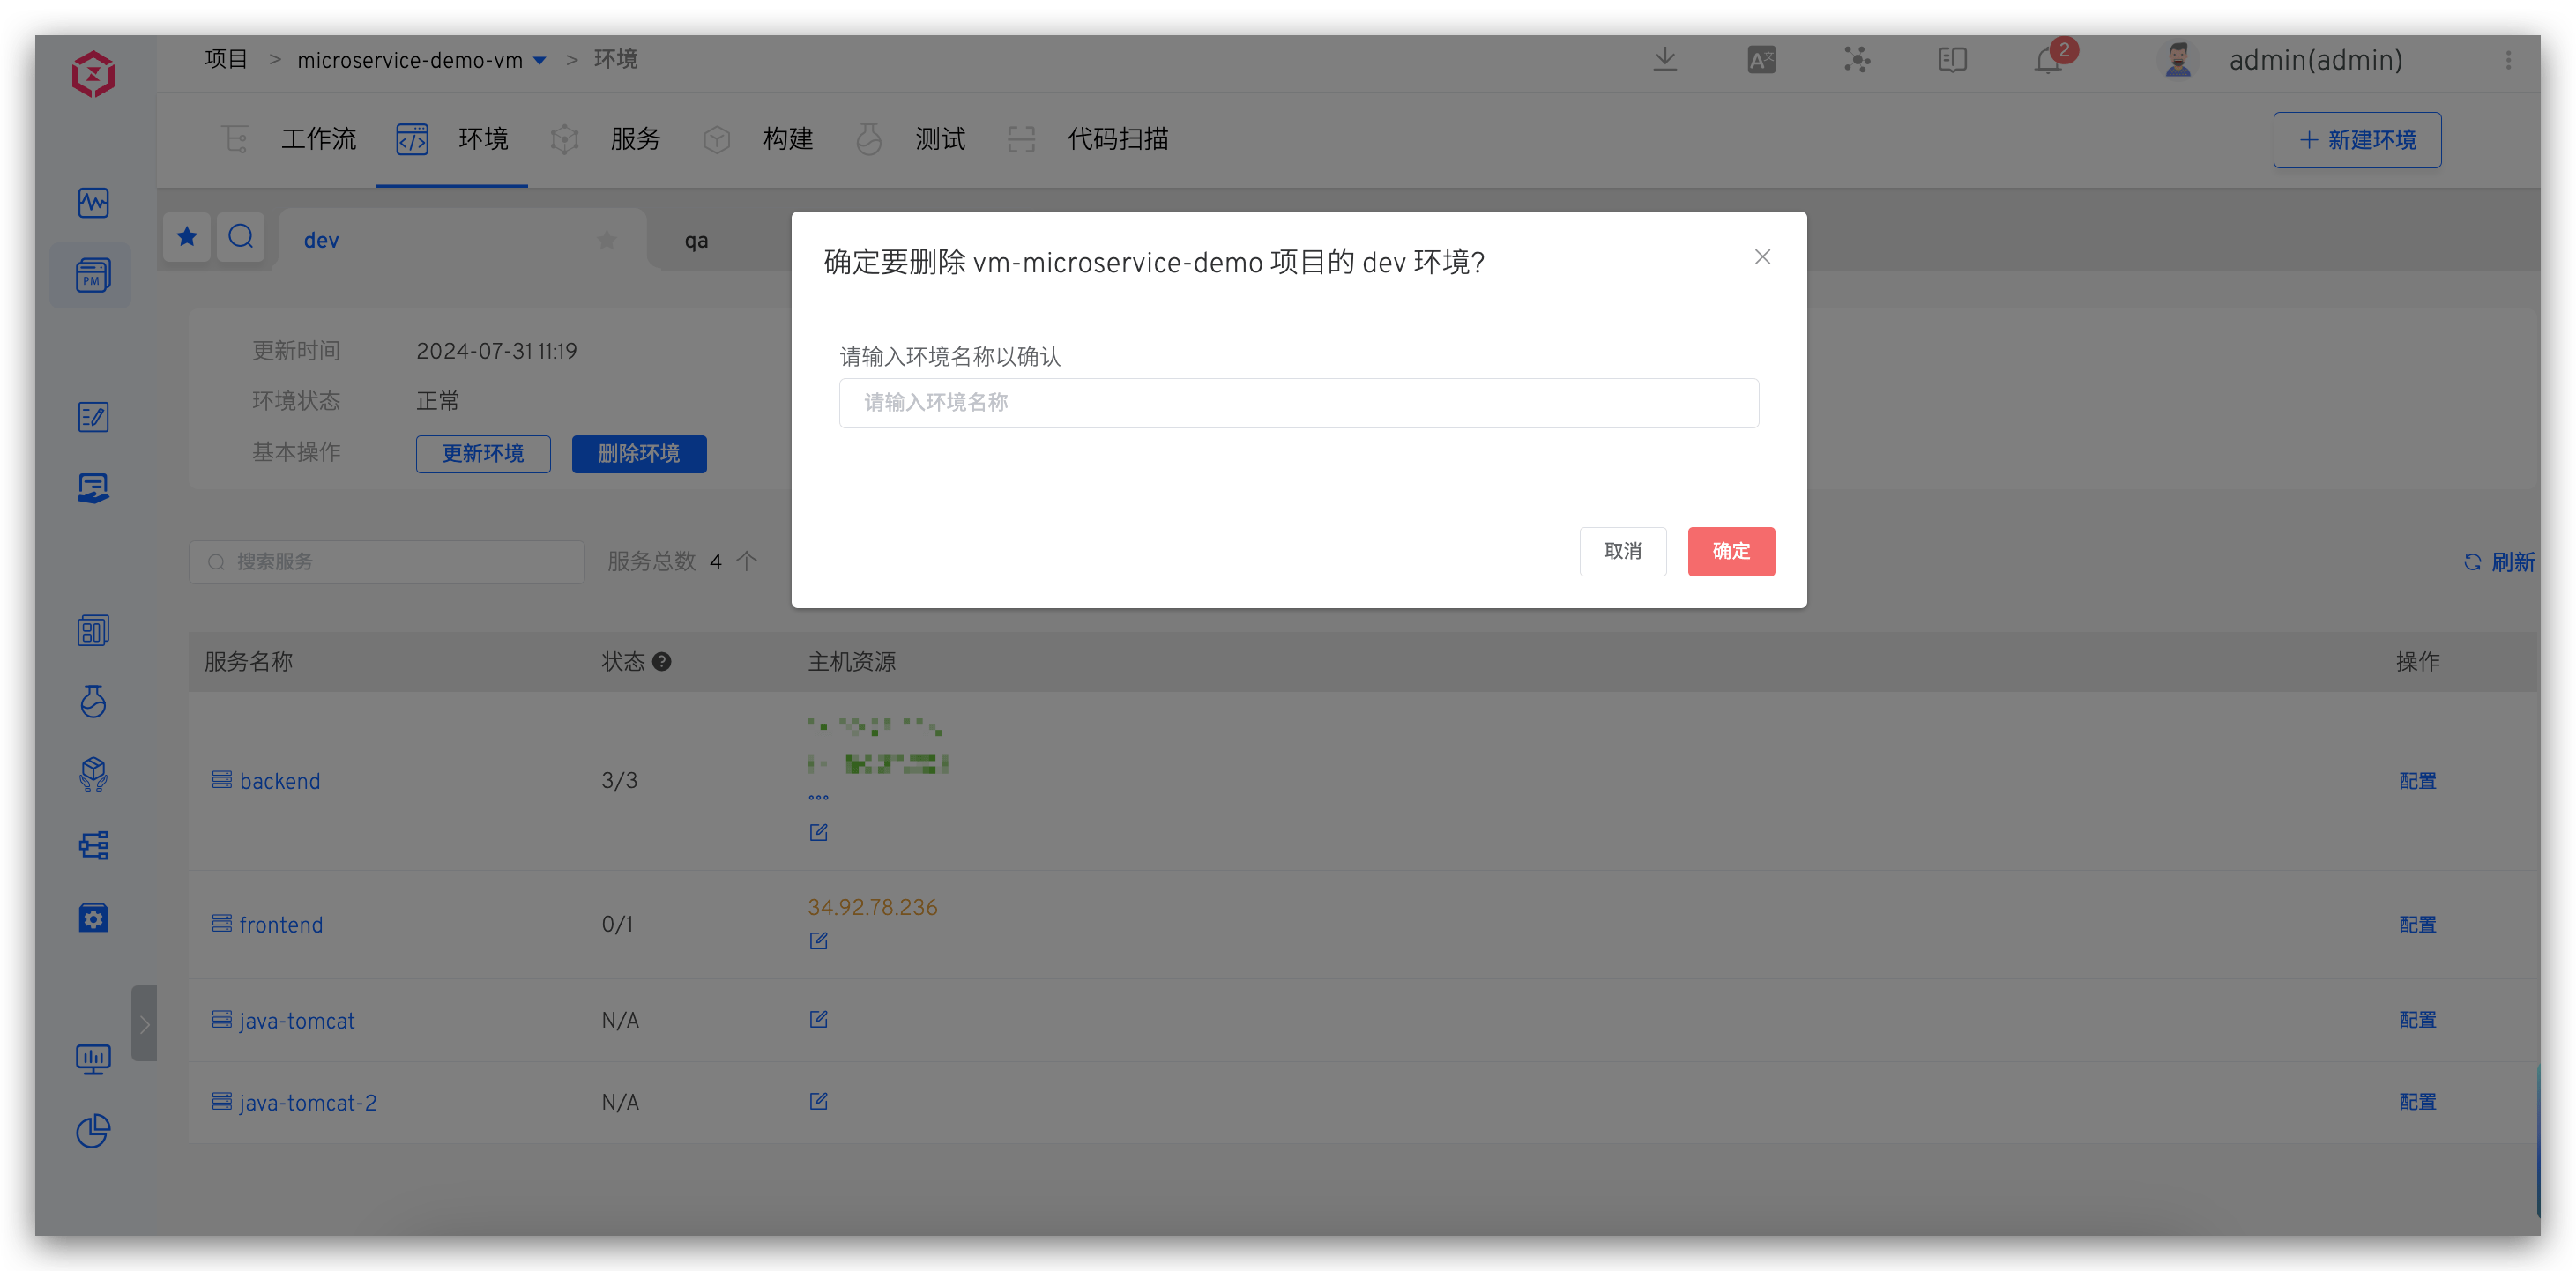 项目 > microservice-demo-vm > 环境
2
admin(admin)
工作流 环境 服务 构建 测试 代码扫描
+ 新建环境
PM
dev
qa
确定要删除 vm-microservice-demo 项目的 dev 环境?
请输入环境名称以确认
请输入环境名称
取消 确定
更新时间 2024-07-31 11:19
环境状态 正常
基本操作 更新环境 删除环境
搜索服务 服务总数 4 个 刷新
服务名称 状态 主机资源 操作
backend 3/3 配置
frontend 0/1 34.92.78.236 配置
java-tomcat N/A 配置
java-tomcat-2 N/A 配置